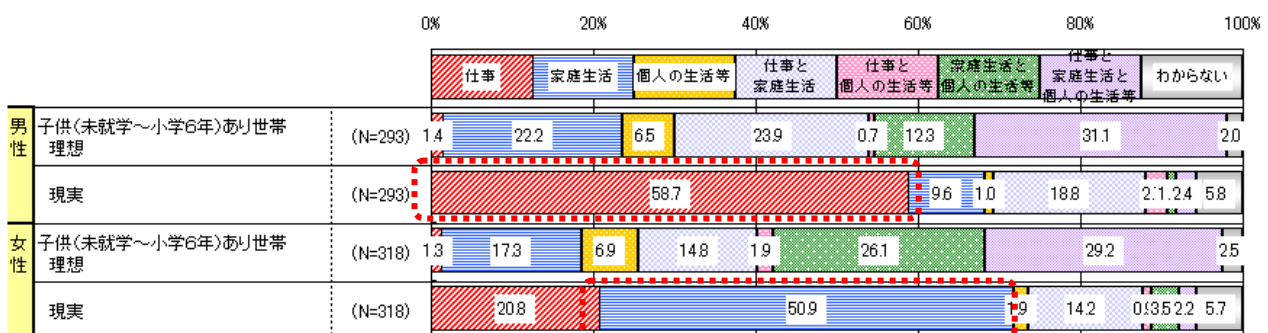 0% 20% 40% 60% 80% 100%
仕事 家庭生活 個人の生活等 仕事と家庭生活 仕事と個人の生活等 家庭生活と個人の生活等 仕事と家庭生活と個人の生活等 わからない
男性 子供(未就学~小学6年)あり世帯
理想 (N=293) 1.4 22.2 6.5 23.9 0.7 12.3 31.1 2.0
現実 (N=293) 58.7 9.6 1.0 18.8 2. 1. 2.4 5.8
女性 子供(未就学~小学6年)あり世帯
理想 (N=318) 1.3 17.3 6.9 14.8 1.9 26.1 29.2 2.5
現実 (N=318) 20.8 50.9 1.9 14.2 0. 3.5 2.2 5.7